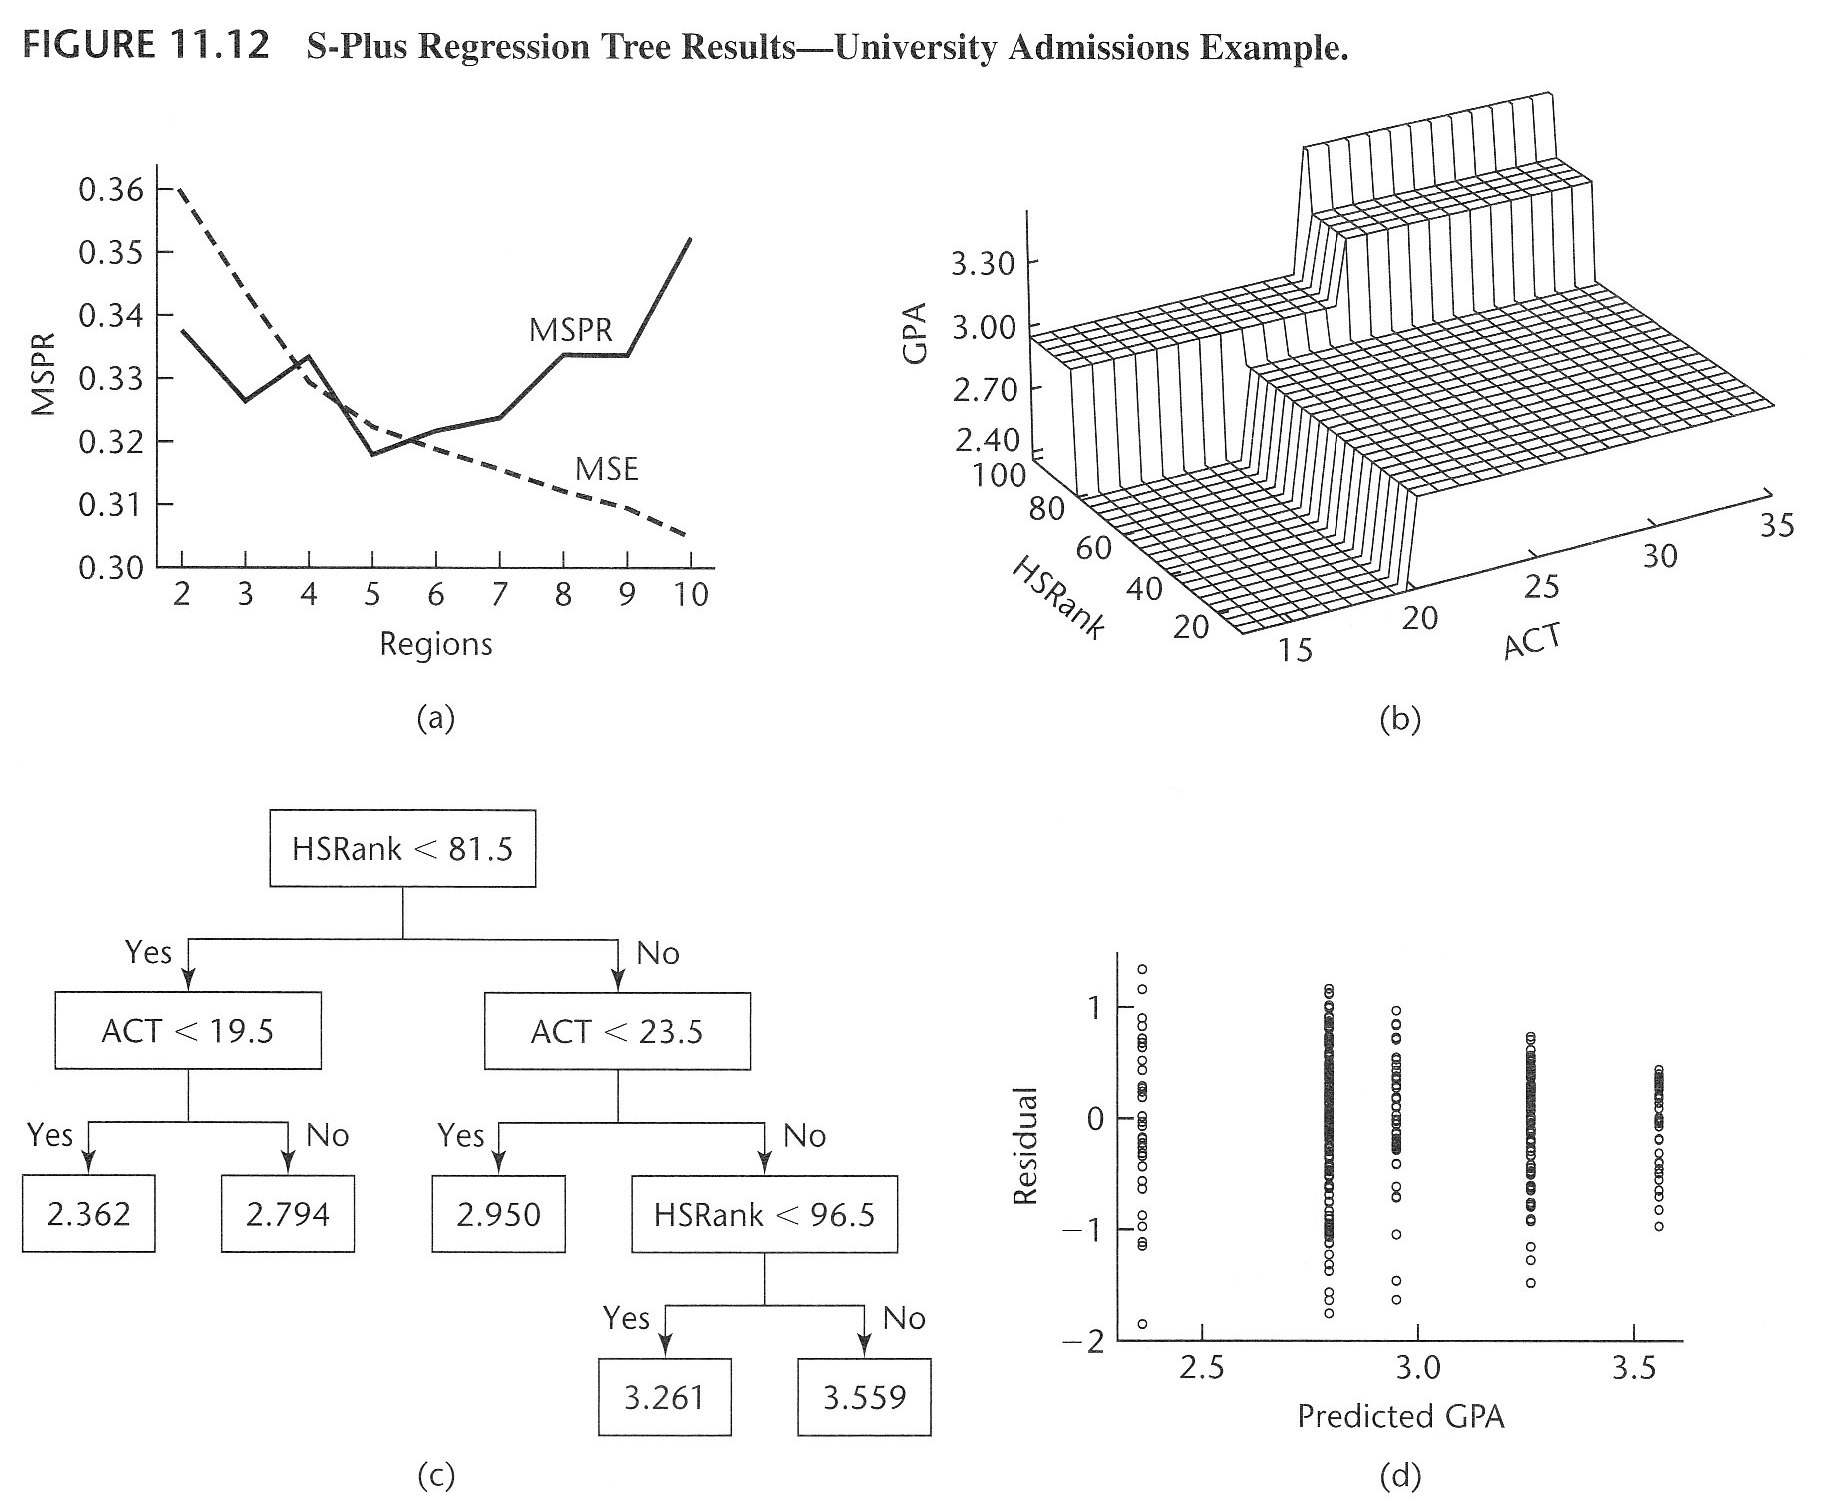 FIGURE 11.12 S-Plus Regression Tree Results—University Admissions Example.
0.36
0.35
0.34
0.33
0.32
0.31
0.30
MSPR
MSPR
MSE
2 3 4 5 6 7 8 9 10
Regions
(a)
3.30
3.00
2.70
2.40
GPA
100
80
60
40
20
HSRank
15
20
25
30
35
ACT
(b)
HSRank < 81.5
Yes No
ACT < 19.5 ACT < 23.5
Yes No Yes No
2.362 2.794 2.950 HSRank < 96.5
Yes No
3.261 3.559
(c)
1
0
−1
−2
Residual
2.5 3.0 3.5
Predicted GPA
(d)